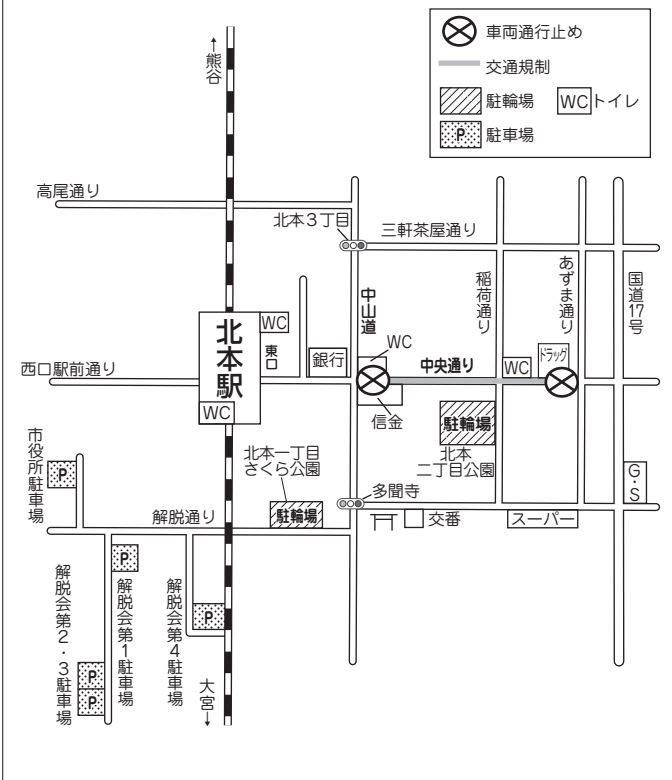 車両通行止め
交通規制
駐輪場
WC トイレ
P 駐車場
←熊谷
高尾通り
北本3丁目
三軒茶屋通り
中山道
稲荷通り
あずま通り
国道17号
北本駅
WC
東口
銀行
WC
中央通り
WC
ドラッグ
西口駅前通り
WC
信金
駐輪場
北本
二丁目公園
市役所駐車場
P
北本一丁目
さくら公園
多聞寺
G・S
解脱通り
駐輪場
交番
スーパー
P
解脱会第2・3駐車場
解脱会第1駐車場
解脱会第4駐車場
P
P
P
大宮→